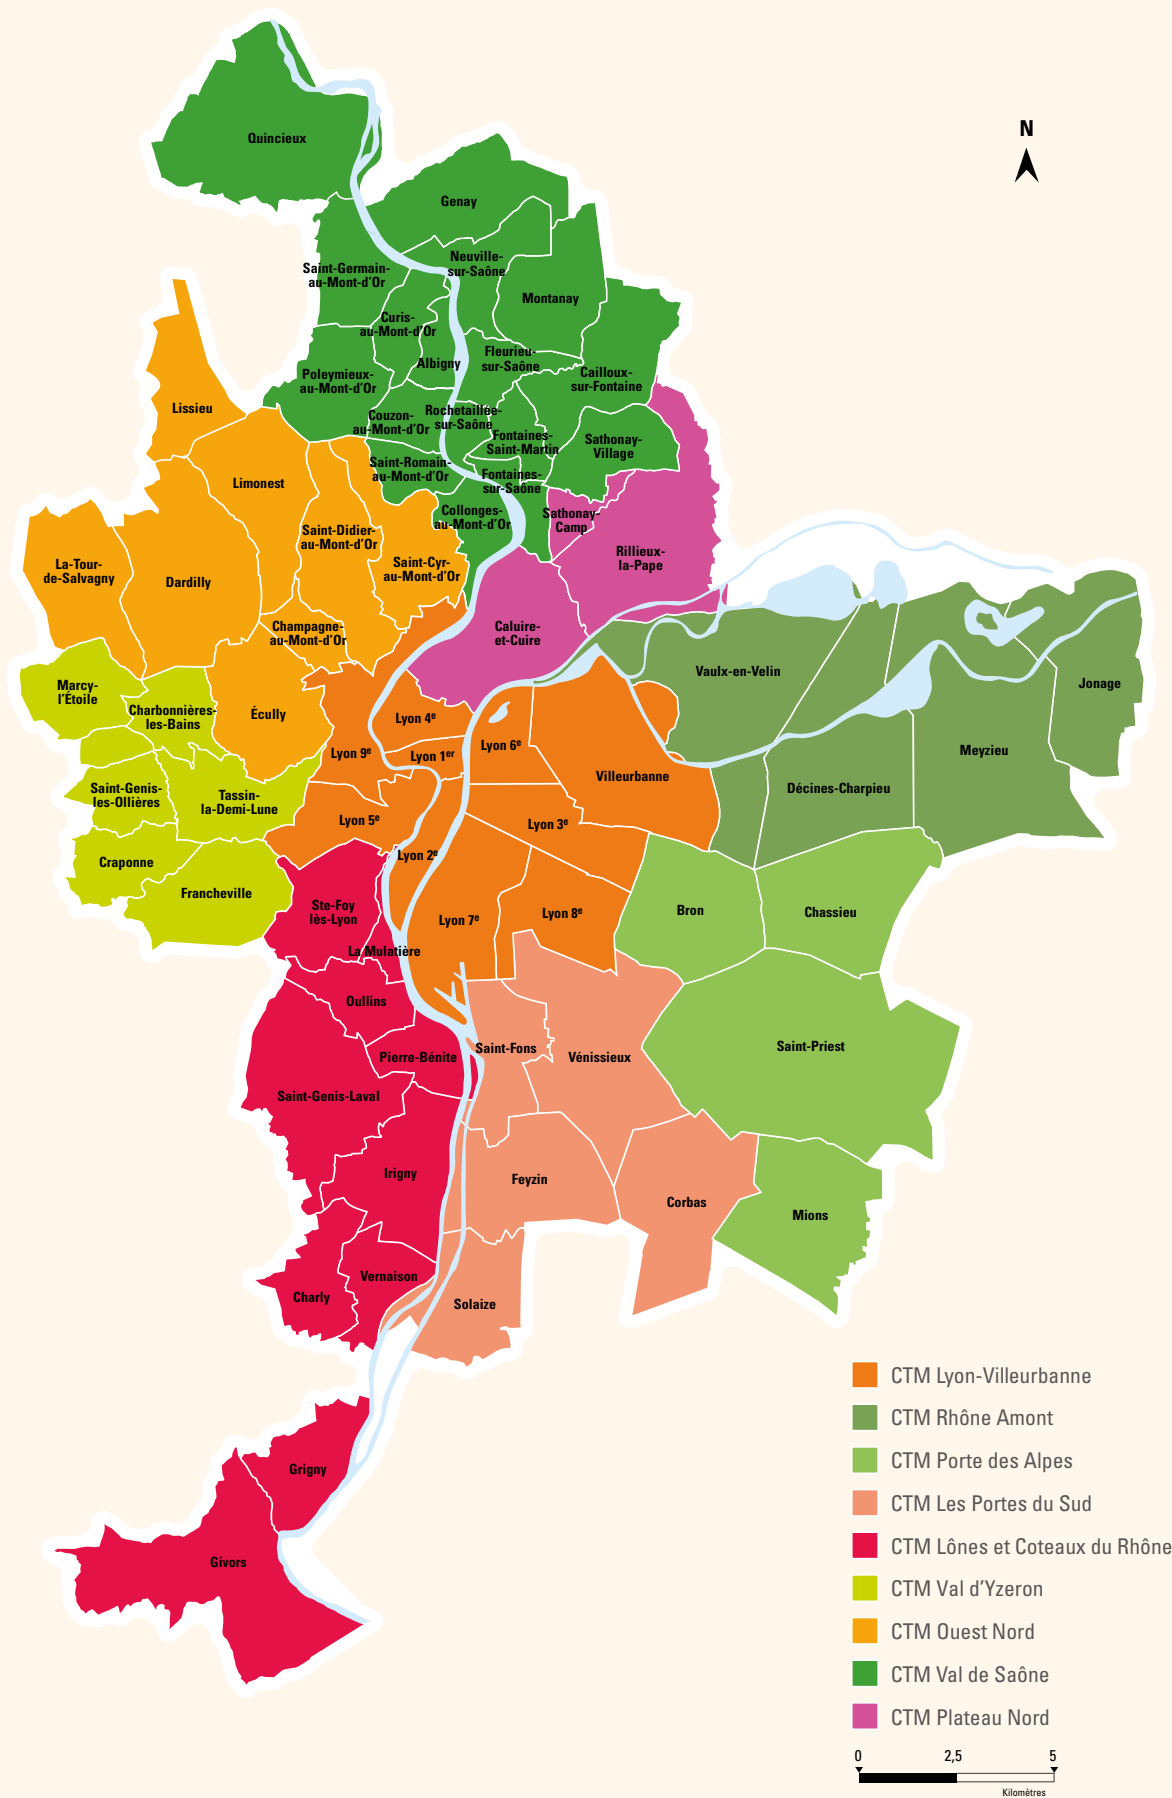 N
Quincieux
Genay
Neuville-
sur-Saône
Saint-Germain-
au-Mont-d'Or
Montanay
Curis-
au-Mont-d'Or
Albigny
Fleurieu-
sur-Saône
Poleymieux-
au-Mont-d'Or
Cailloux-
sur-Fontaine
Lissieu
Couzon-
au-Mont-d'Or
Rochetaillée-
sur-Saône
Fontaines-
Saint-Martin
Sathonay-
Village
Saint-Romain-
au-Mont-d'Or
Limonest
Fontaines-
sur-Saône
Collonges-
au-Mont-d'Or
Sathonay-
Camp
Saint-Didier-
au-Mont-d'Or
Rillieux-
la-Pape
La-Tour-
de-Salvagny
Dardilly
Saint-Cyr-
au-Mont-d'Or
Champagne-
au-Mont-d'Or
Caluire-
et-Cuire
Vaulx-en-Velin
Marcy-
l'Étoile
Jonage
Charbonnières-
les-Bains
Écully
Lyon 4e
Lyon 9e
Lyon 1er
Lyon 6e
Meyzieu
Villeurbanne
Décines-Charpieu
Saint-Genis-
les-Ollières
Tassin-
la-Demi-Lune
Lyon 5e
Lyon 3e
Craponne
Lyon 2e
Francheville
Ste-Foy
lès-Lyon
Lyon 7e
Lyon 8e
Bron
Chassieu
La Mulatière
Oullins
Saint-Fons
Vénissieux
Saint-Priest
Pierre-Bénite
Saint-Genis-Laval
Irigny
Feyzin
Corbas
Mions
Vernaison
Charly
Solaize
Grigny
Givors
CTM Lyon-Villeurbanne
CTM Rhône Amont
CTM Porte des Alpes
CTM Les Portes du Sud
CTM Lônes et Coteaux du Rhône
CTM Val d'Yzeron
CTM Ouest Nord
CTM Val de Saône
CTM Plateau Nord
0 2,5 5
Kilomètres